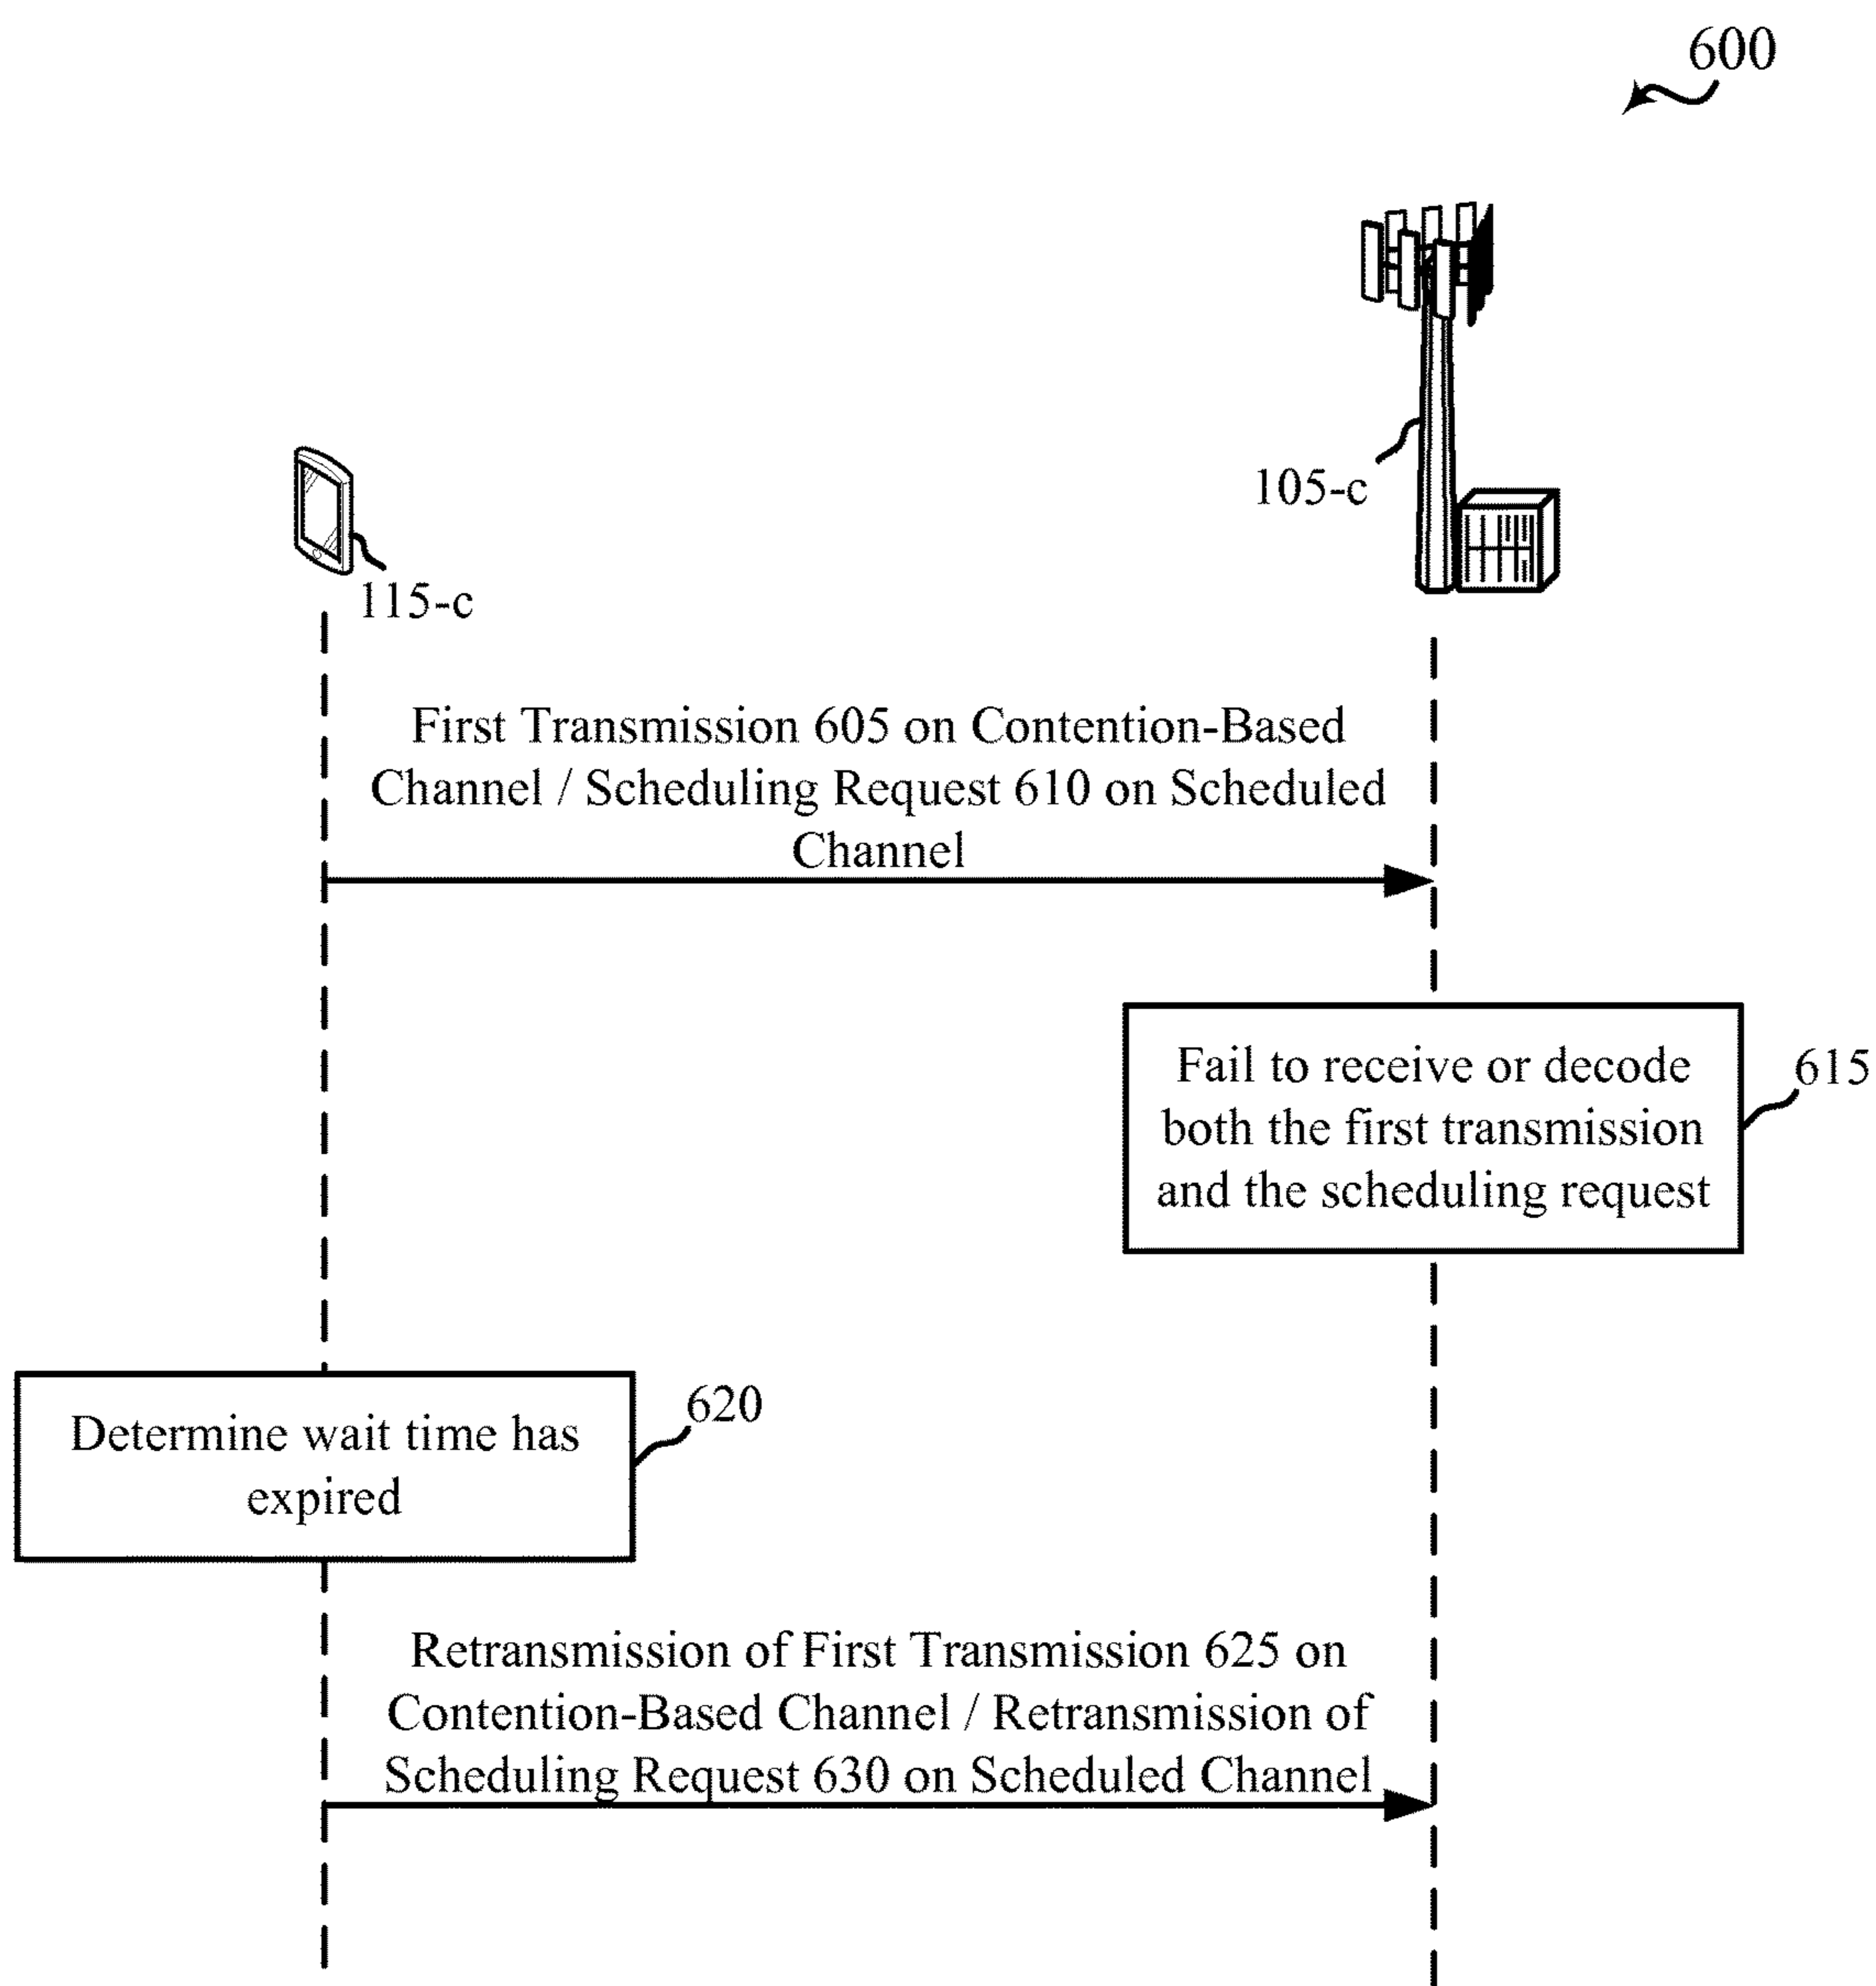 600
105-c
115-c
First Transmission 605 on Contention-Based
Channel / Scheduling Request 610 on Scheduled
Channel
Fail to receive or decode
both the first transmission
and the scheduling request
615
Determine wait time has
expired
620
Retransmission of First Transmission 625 on
Contention-Based Channel / Retransmission of
Scheduling Request 630 on Scheduled Channel